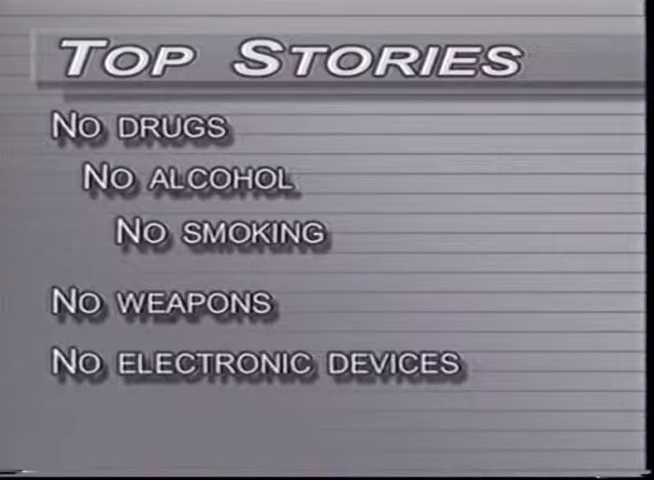 Top Stories
No drugs
No alcohol
No smoking
No weapons
No electronic devices